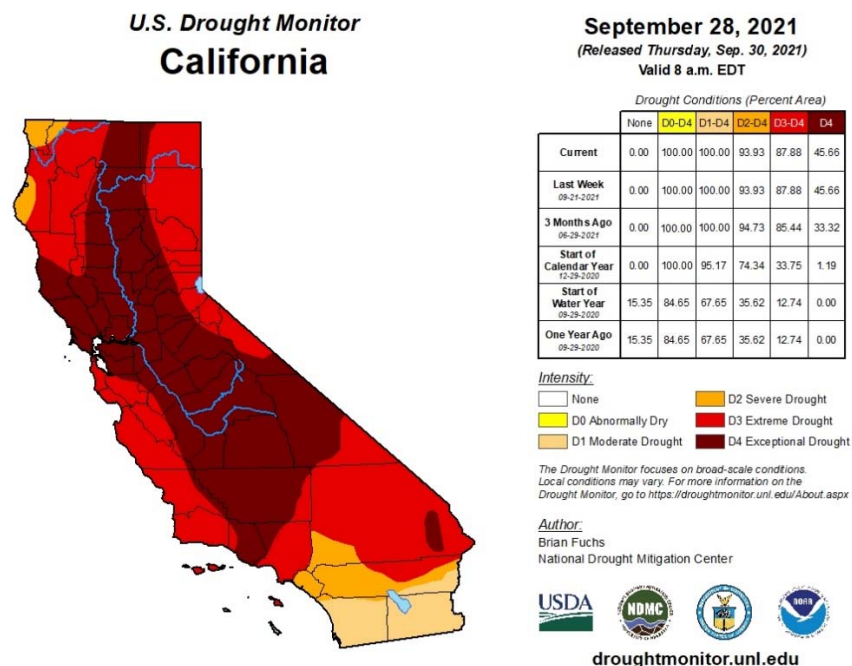 U.S. Drought Monitor
California
September 28, 2021
(Released Thursday, Sep. 30, 2021)
Valid 8 a.m. EDT
Drought Conditions (Percent Area)
None D0-D4 D1-D4 D2-D4 D3-D4 D4
Current 0.00 100.00 100.00 93.93 87.88 45.66
Last Week
09-21-2021
0.00 100.00 100.00 93.93 87.88 45.66
3 Months Ago
06-29-2021
0.00 100.00 100.00 94.73 85.44 33.32
Start of
Calendar Year
12-29-2020
0.00 100.00 95.17 74.34 33.75 1.19
Start of
Water Year
09-29-2020
15.35 84.65 67.65 35.62 12.74 0.00
One Year Ago
09-29-2020
15.35 84.65 67.65 35.62 12.74 0.00
Intensity:
None
D0 Abnormally Dry
D1 Moderate Drought
D2 Severe Drought
D3 Extreme Drought
D4 Exceptional Drought
The Drought Monitor focuses on broad-scale conditions.
Local conditions may vary. For more information on the
Drought Monitor, go to https://droughtmonitor.unl.edu/About.aspx
Author:
Brian Fuchs
National Drought Mitigation Center
USDA
NDMC
NOAA
droughtmonitor.unl.edu